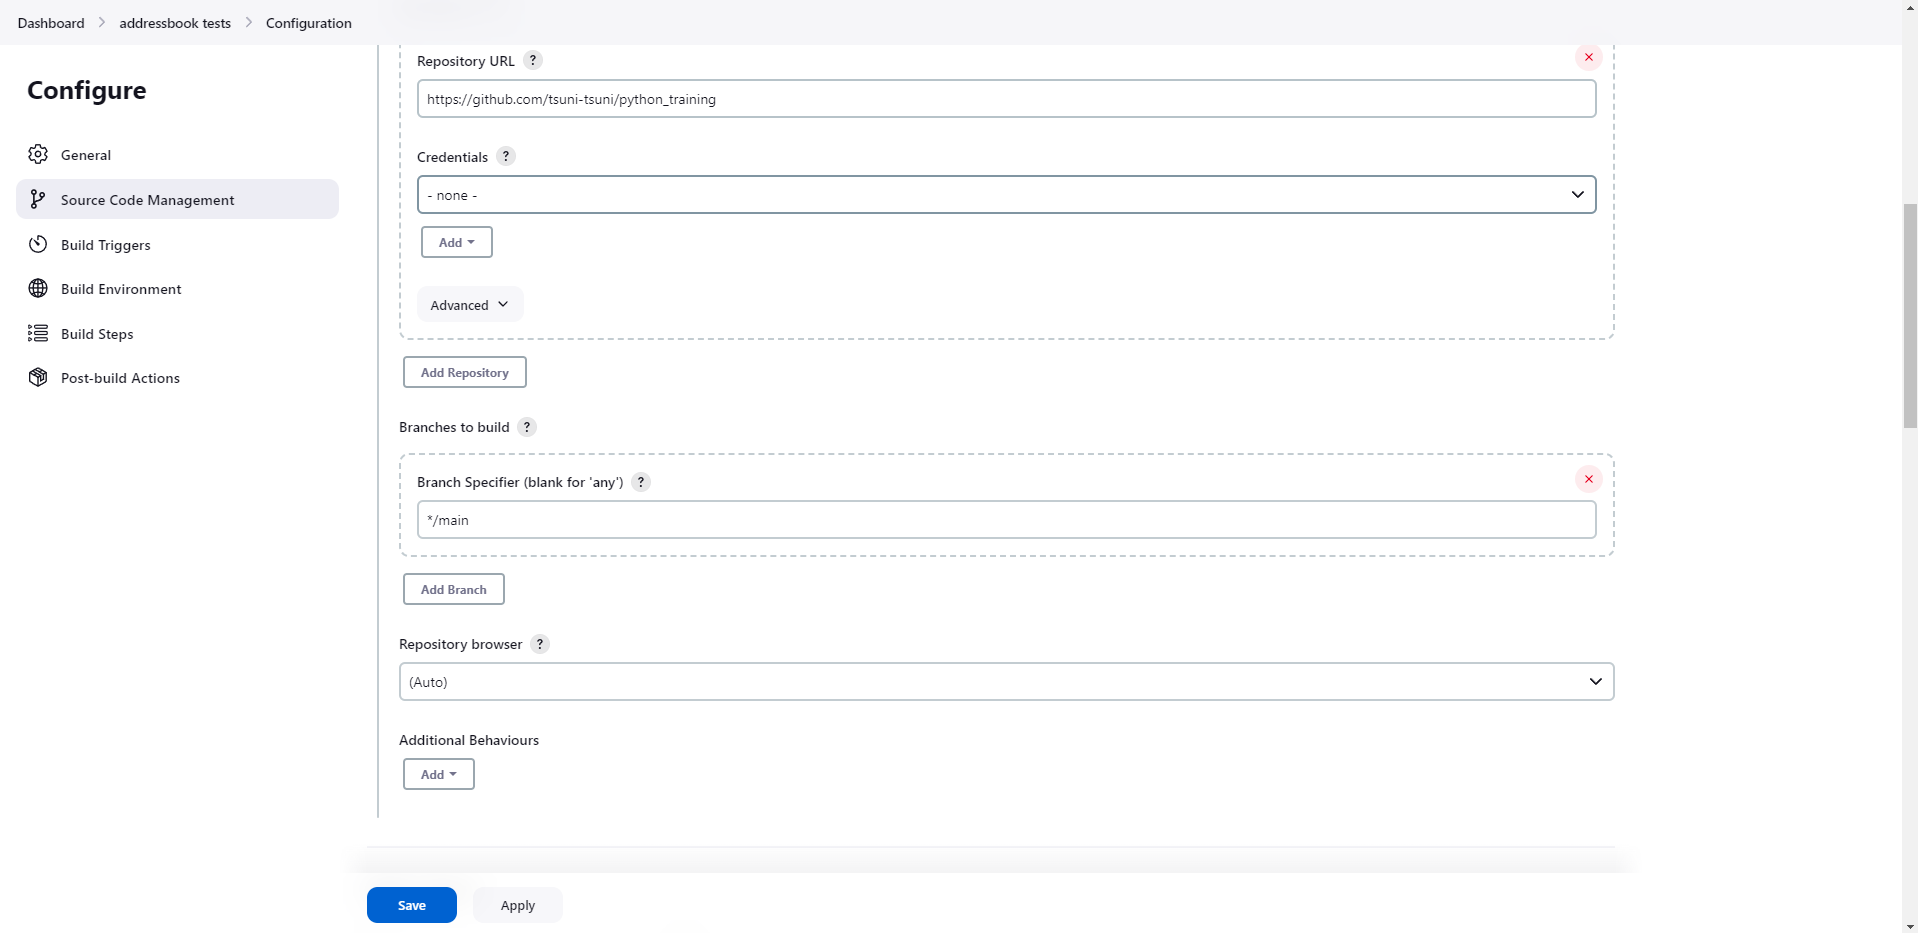 Dashboard > addressbook tests > Configuration
Configure
General
Source Code Management
Build Triggers
Build Environment
Build Steps
Post-build Actions
Repository URL ?
https://github.com/tsuni-tsuni/python_training
Credentials ?
- none -
Add
Advanced
Add Repository
Branches to build ?
Branch Specifier (blank for 'any') ?
*/main
Add Branch
Repository browser ?
(Auto)
Additional Behaviours
Add
Save Apply